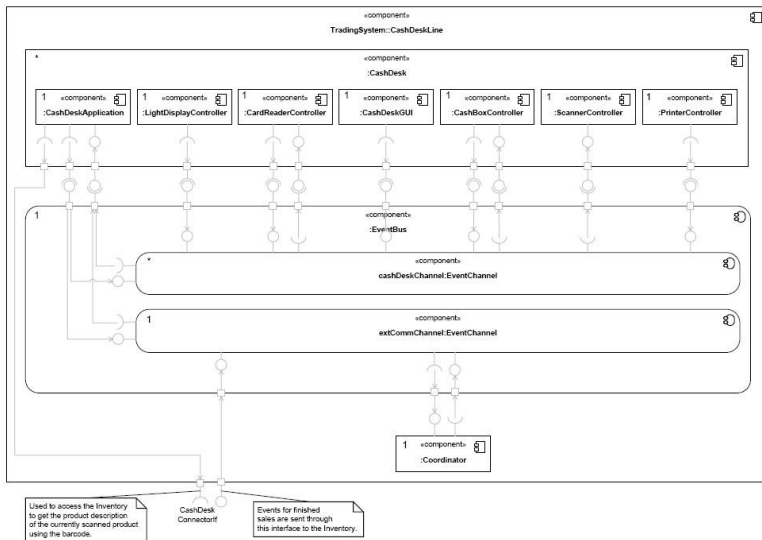 «component»
TradingSystem::CashDeskLine
*
«component»
:CashDesk
1 «component»
:CashDeskApplication
1 «component»
:LightDisplayController
1 «component»
:CardReaderController
1 «component»
:CashDeskGUI
1 «component»
:CashBoxController
1 «component»
:ScannerController
1 «component»
:PrinterController
1
«component»
:EventBus
*
«component»
cashDeskChannel:EventChannel
1
«component»
extCommChannel:EventChannel
1 «component»
:Coordinator
Used to access the Inventory
to get the product description
of the currently scanned product
using the barcode.
CashDesk
ConnectorIf
Events for finished
sales are sent through
this interface to the Inventory.